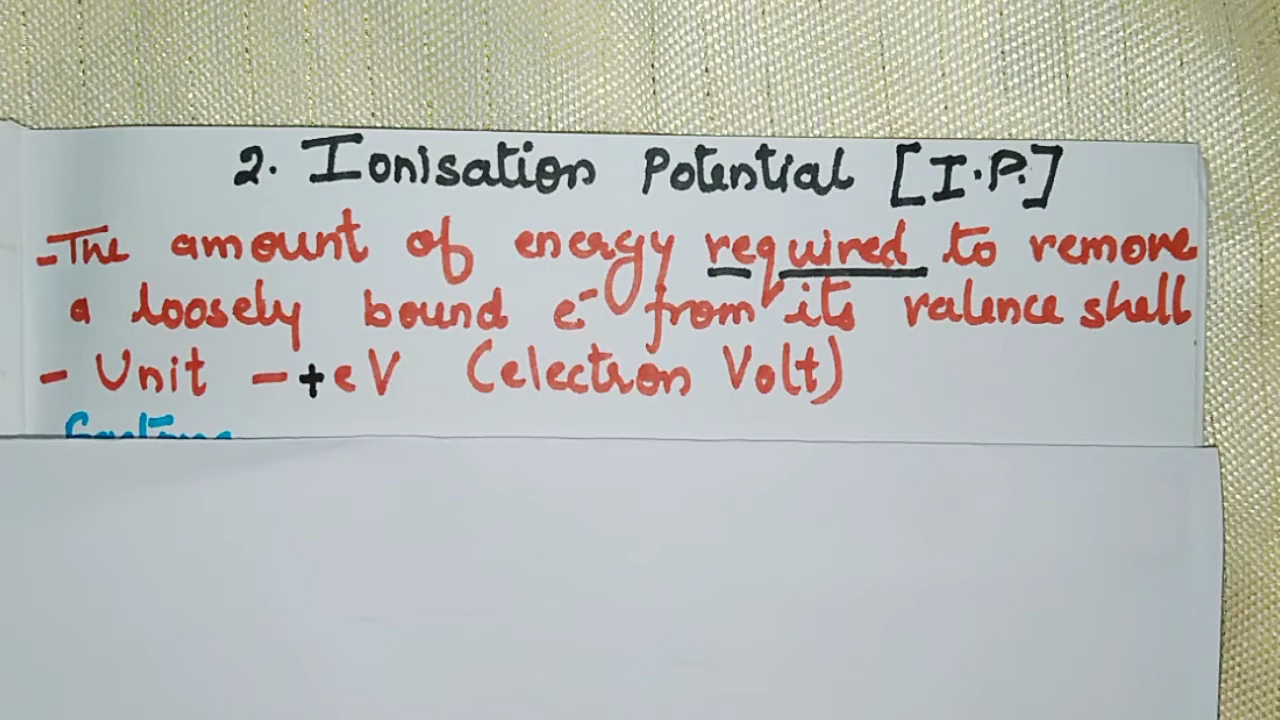 2. Ionisation Potential [I.P.]
-The amount of energy required to remove
a loosely bound e⁻ from its valence shell
- Unit - +eV (electron Volt)